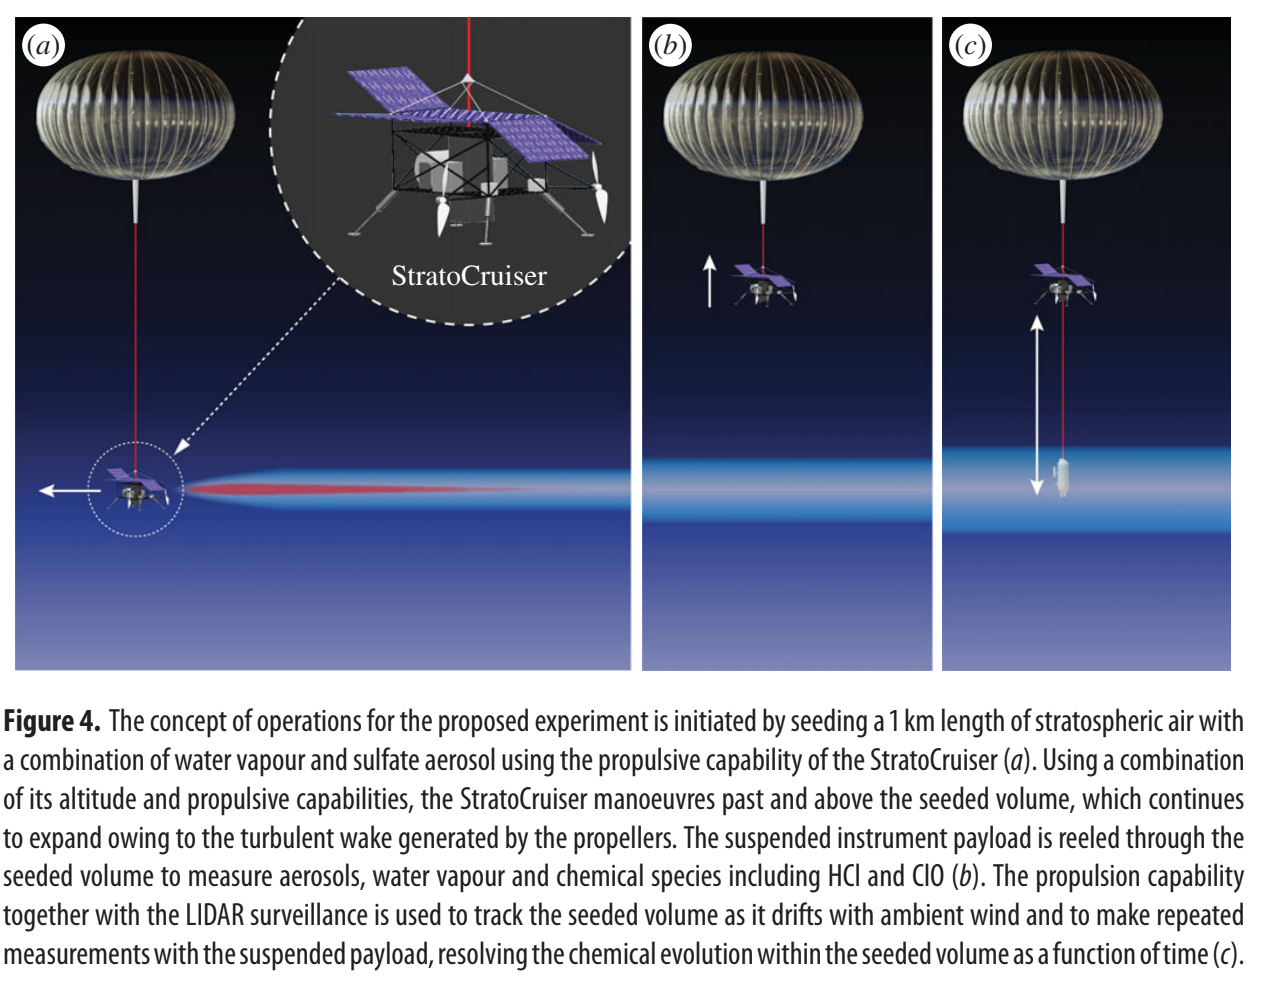 (a)
(b)
(c)
StratoCruiser
Figure 4. The concept of operations for the proposed experiment is initiated by seeding a 1 km length of stratospheric air with
a combination of water vapour and sulfate aerosol using the propulsive capability of the StratoCruiser (a). Using a combination
of its altitude and propulsive capabilities, the StratoCruiser manoeuvres past and above the seeded volume, which continues
to expand owing to the turbulent wake generated by the propellers. The suspended instrument payload is reeled through the
seeded volume to measure aerosols, water vapour and chemical species including HCl and ClO (b). The propulsion capability
together with the LIDAR surveillance is used to track the seeded volume as it drifts with ambient wind and to make repeated
measurements with the suspended payload, resolving the chemical evolution within the seeded volume as a function of time (c).